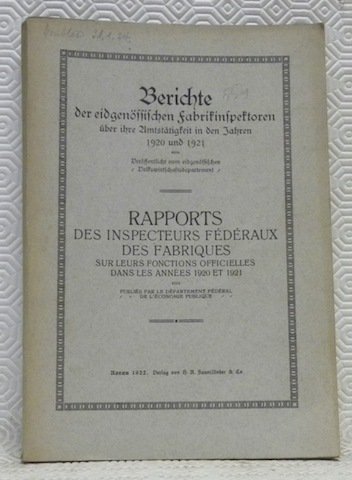 Berichte
der eidgenössischen Fabrikinspektoren
über ihre Amtstätigkeit in den Jahren
1920 und 1921
Veröffentlicht vom eidgenössischen
Volkswirtschaftsdepartement
RAPPORTS
DES INSPECTEURS FÉDÉRAUX
DES FABRIQUES
SUR LEURS FONCTIONS OFFICIELLES
DANS LES ANNÉES 1920 ET 1921
PUBLIÉS PAR LE DÉPARTEMENT FÉDÉRAL
DE L'ÉCONOMIE PUBLIQUE
Aarau 1922. Verlag von H. R. Sauerländer & Co